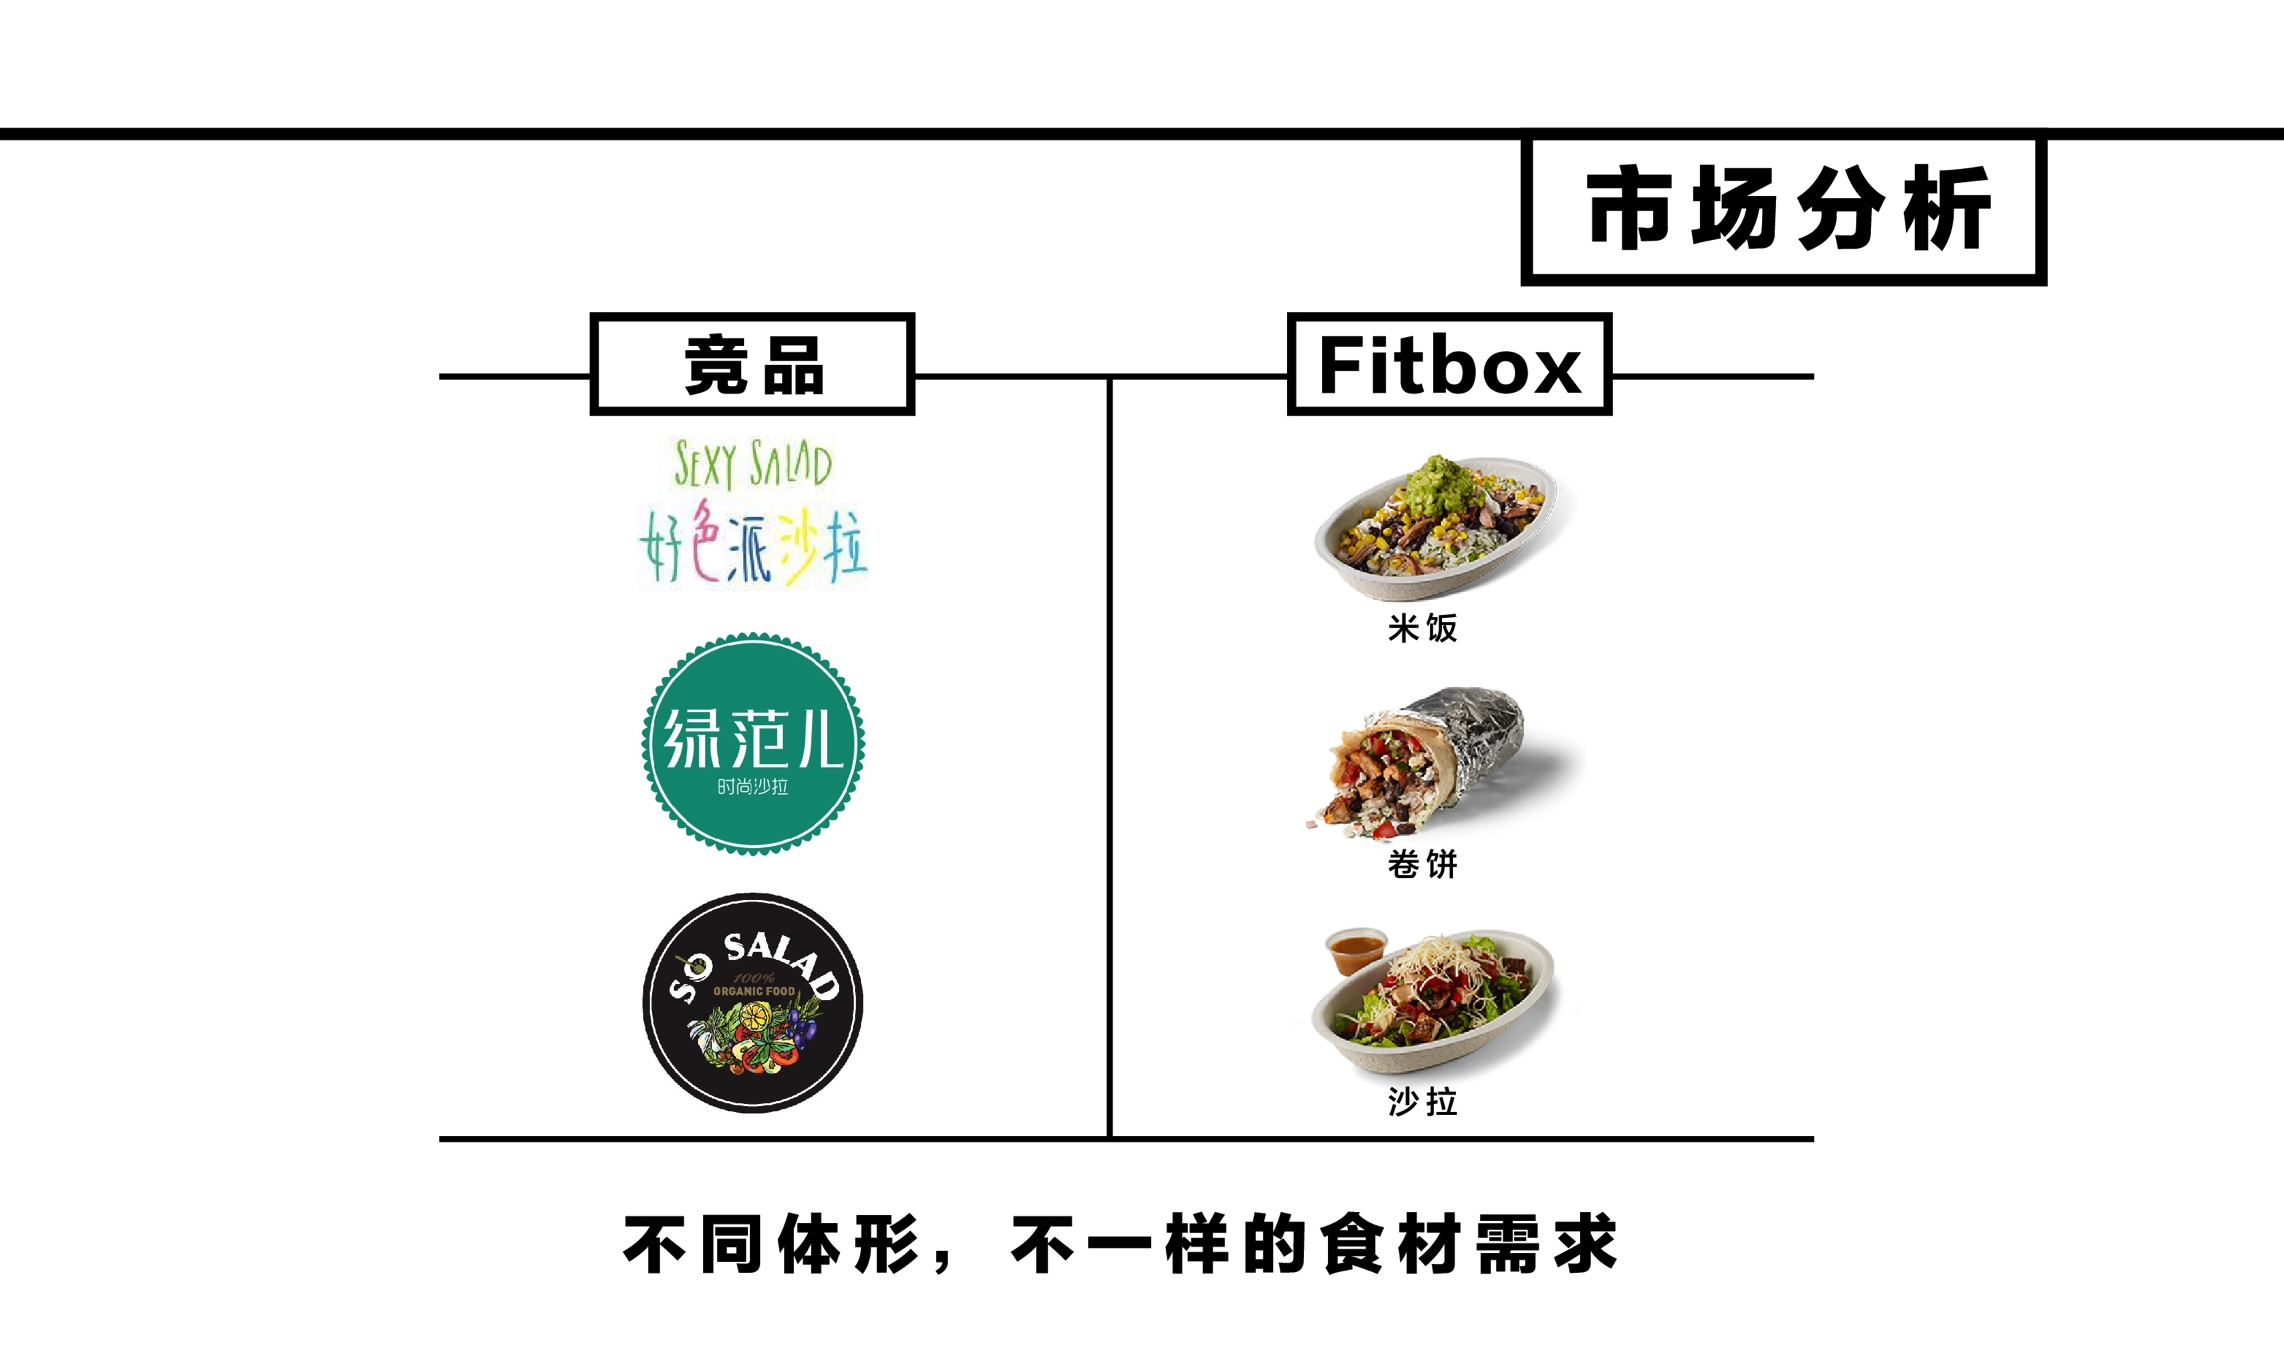 市场分析
竞品
Fitbox
SEXY SALAD
好色派沙拉
绿范儿
时尚沙拉
SO SALAD
100%
ORGANIC FOOD
米饭
卷饼
沙拉
不同体形，不一样的食材需求